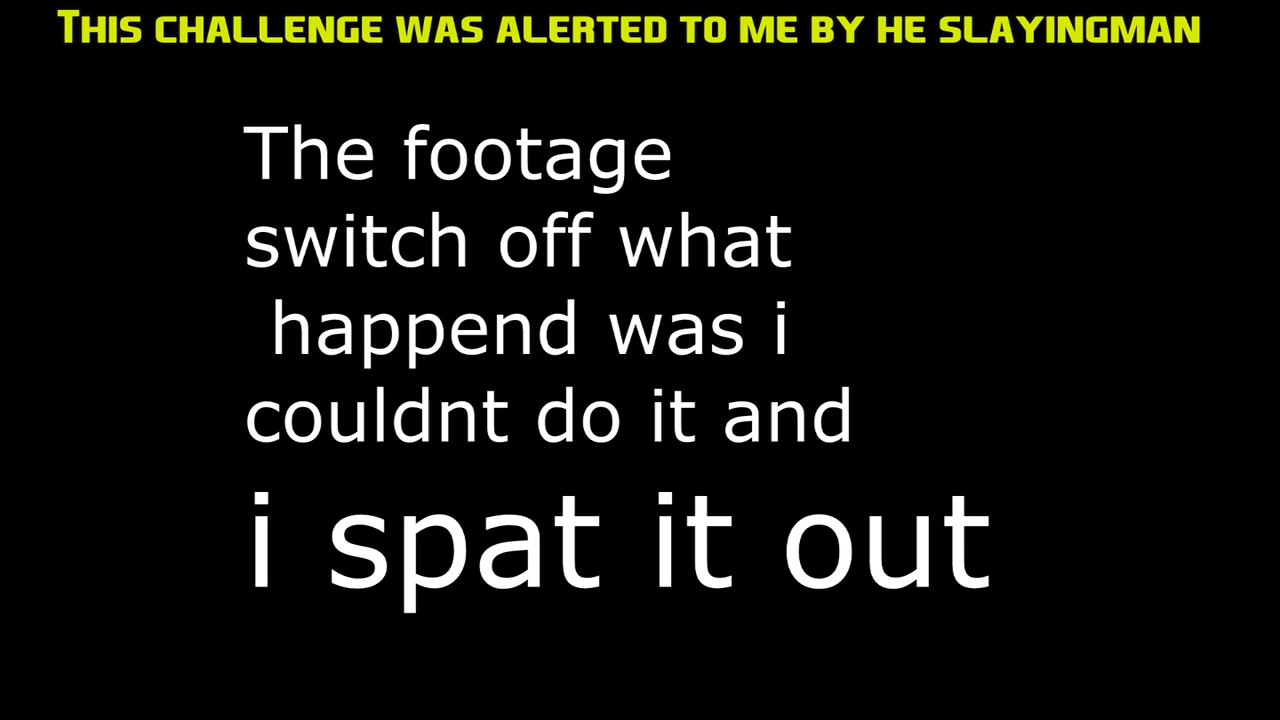 THIS CHALLENGE WAS ALERTED TO ME BY HE SLAYINGMAN
The footage
switch off what
happend was i
couldnt do it and
i spat it out